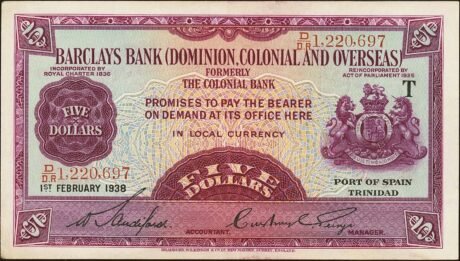 D/DR 1,220,697
BARCLAYS BANK (DOMINION, COLONIAL AND OVERSEAS)
INCORPORATED BY ROYAL CHARTER 1836
FORMERLY
THE COLONIAL BANK
REINCORPORATED BY ACT OF PARLIAMENT 1925
T
FIVE DOLLARS
PROMISES TO PAY THE BEARER
ON DEMAND AT ITS OFFICE HERE
IN LOCAL CURRENCY
D/DR 1,220,697
1ST FEBRUARY 1938
FIVE
DOLLARS
PORT OF SPAIN
TRINIDAD
ACCOUNTANT
MANAGER.